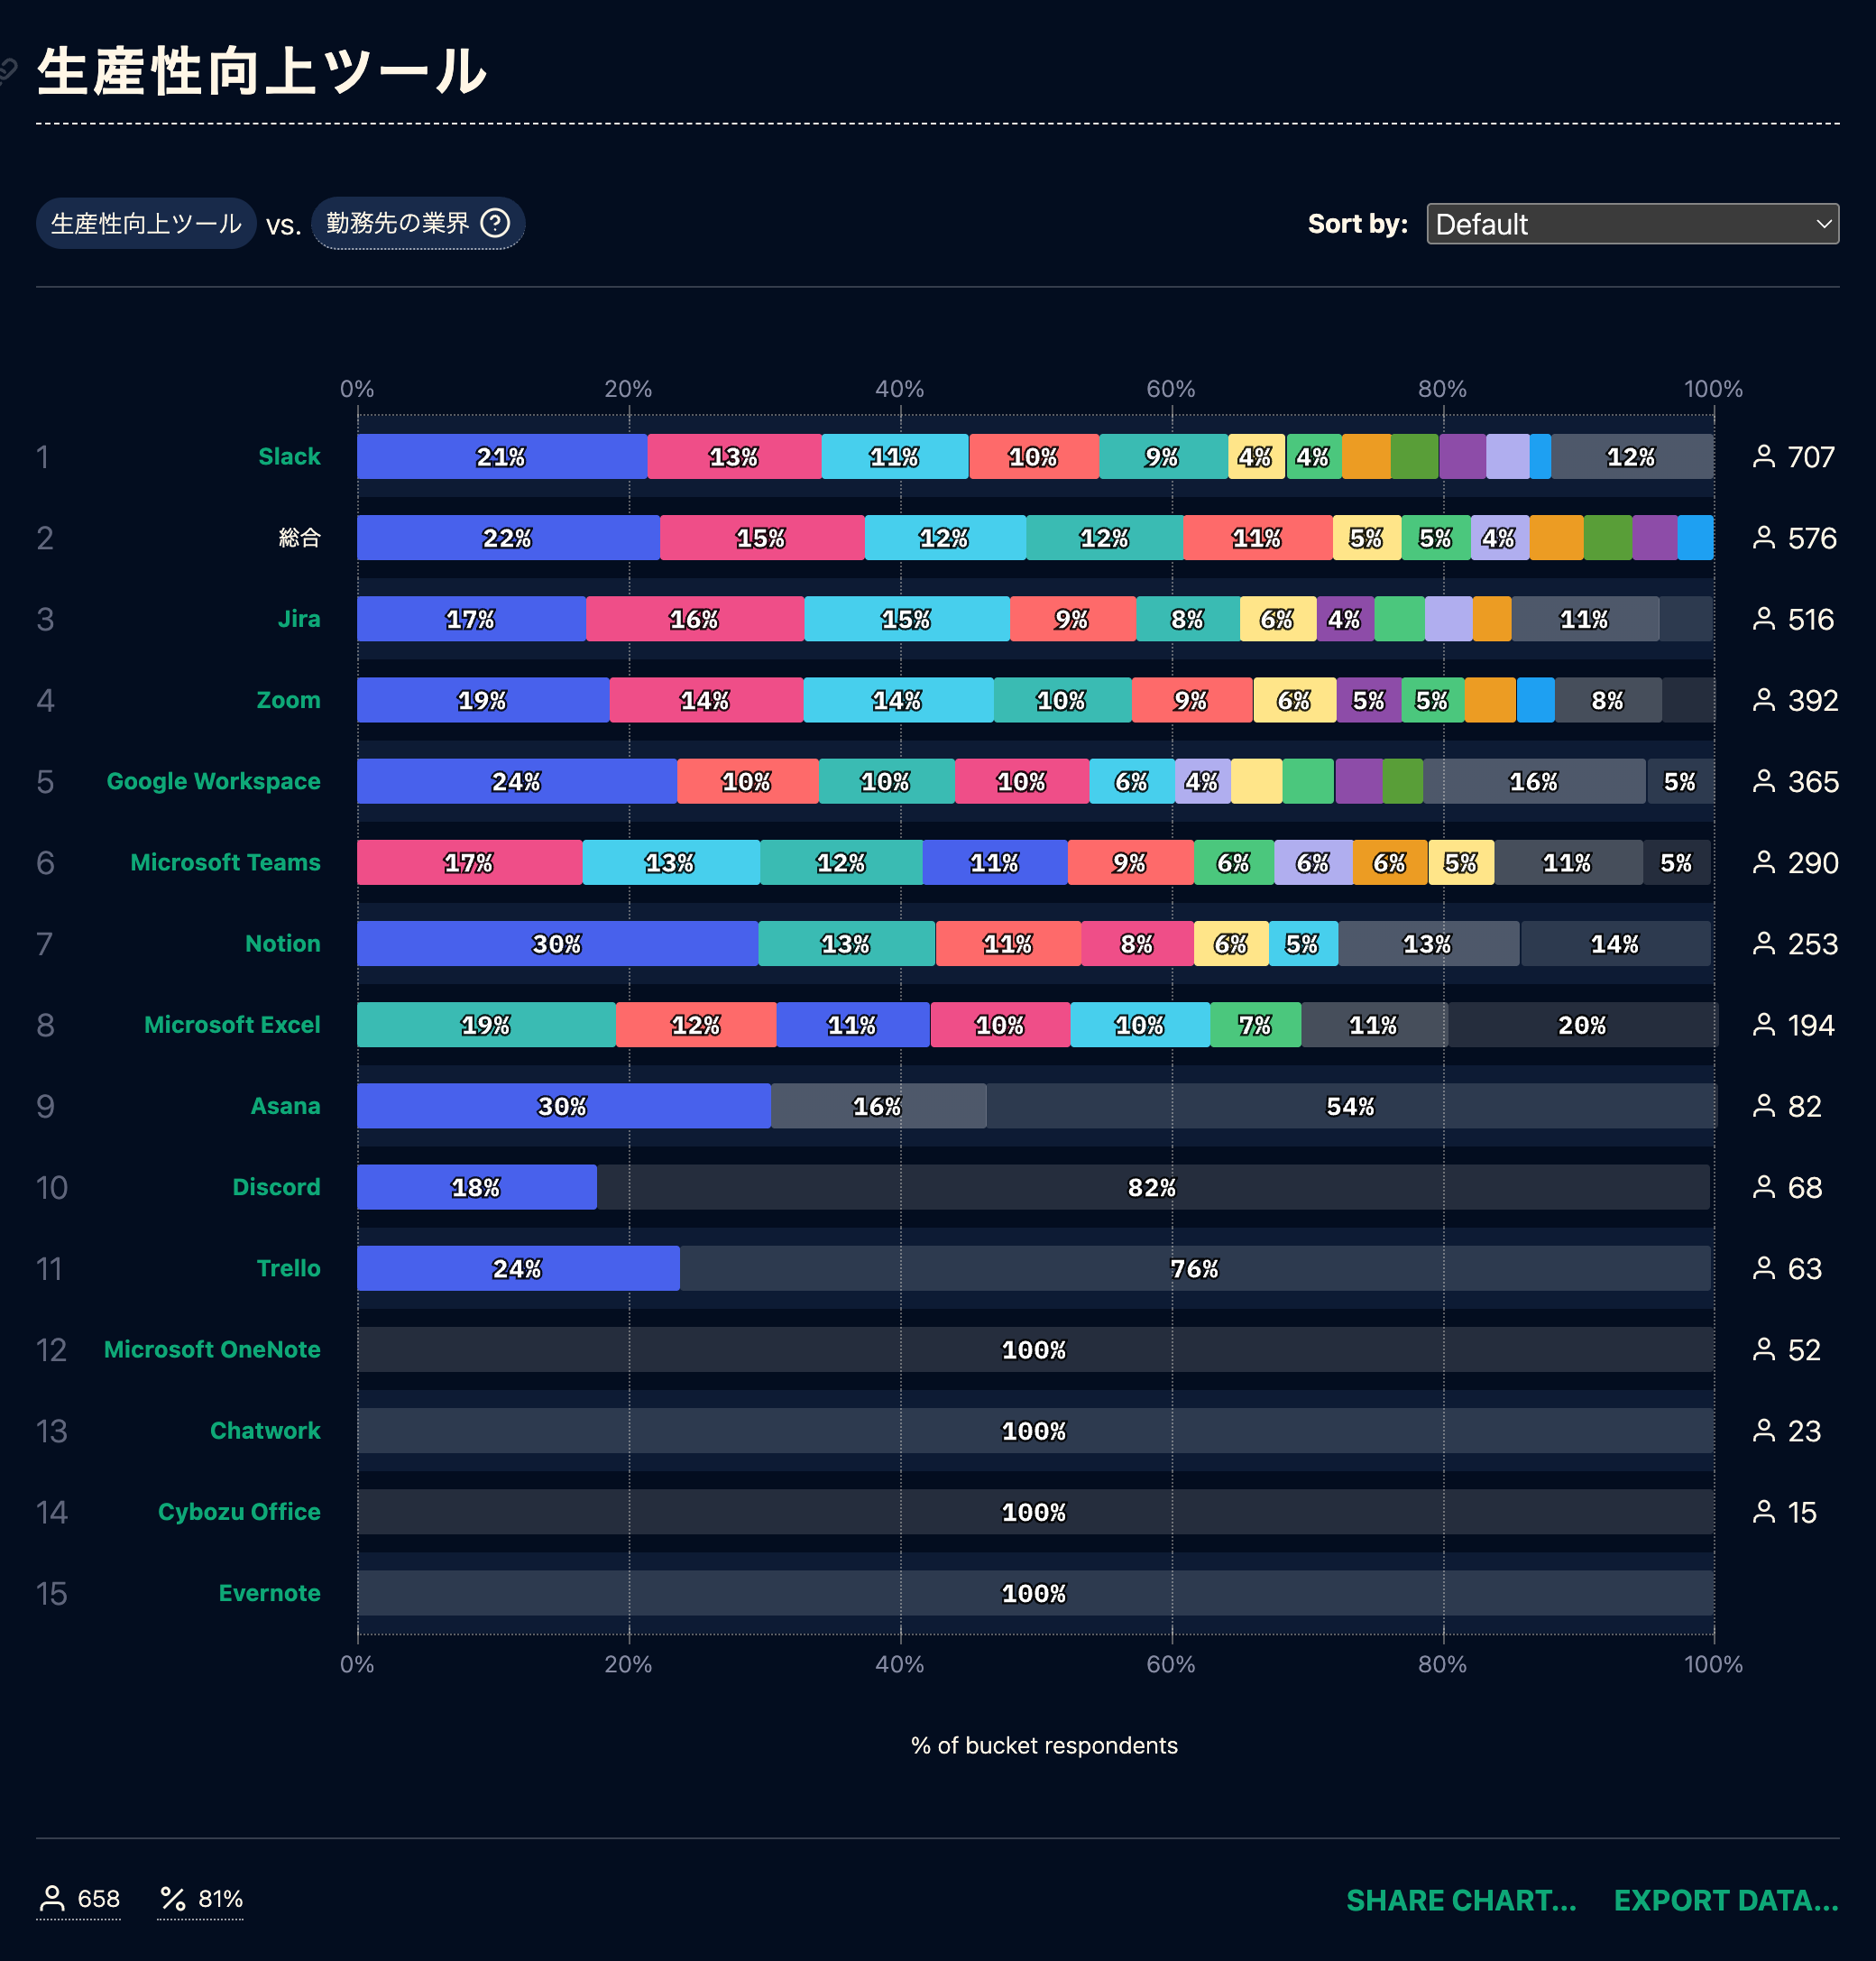 生産性向上ツール
生産性向上ツール vs. 勤務先の業界 ?
Sort by: Default
0% 20% 40% 60% 80% 100%
1 Slack 21% 13% 11% 10% 9% 4% 4% 12% 707
2 総合 22% 15% 12% 12% 11% 5% 5% 4% 576
3 Jira 17% 16% 15% 9% 8% 6% 4% 11% 516
4 Zoom 19% 14% 14% 10% 9% 6% 5% 5% 8% 392
5 Google Workspace 24% 10% 10% 10% 6% 4% 16% 5% 365
6 Microsoft Teams 17% 13% 12% 11% 9% 6% 6% 6% 5% 11% 5% 290
7 Notion 30% 13% 11% 8% 6% 5% 13% 14% 253
8 Microsoft Excel 19% 12% 11% 10% 10% 7% 11% 20% 194
9 Asana 30% 16% 54% 82
10 Discord 18% 82% 68
11 Trello 24% 76% 63
12 Microsoft OneNote 100% 52
13 Chatwork 100% 23
14 Cybozu Office 100% 15
15 Evernote 100%
0% 20% 40% 60% 80% 100%
% of bucket respondents
658 % 81% SHARE CHART... EXPORT DATA...